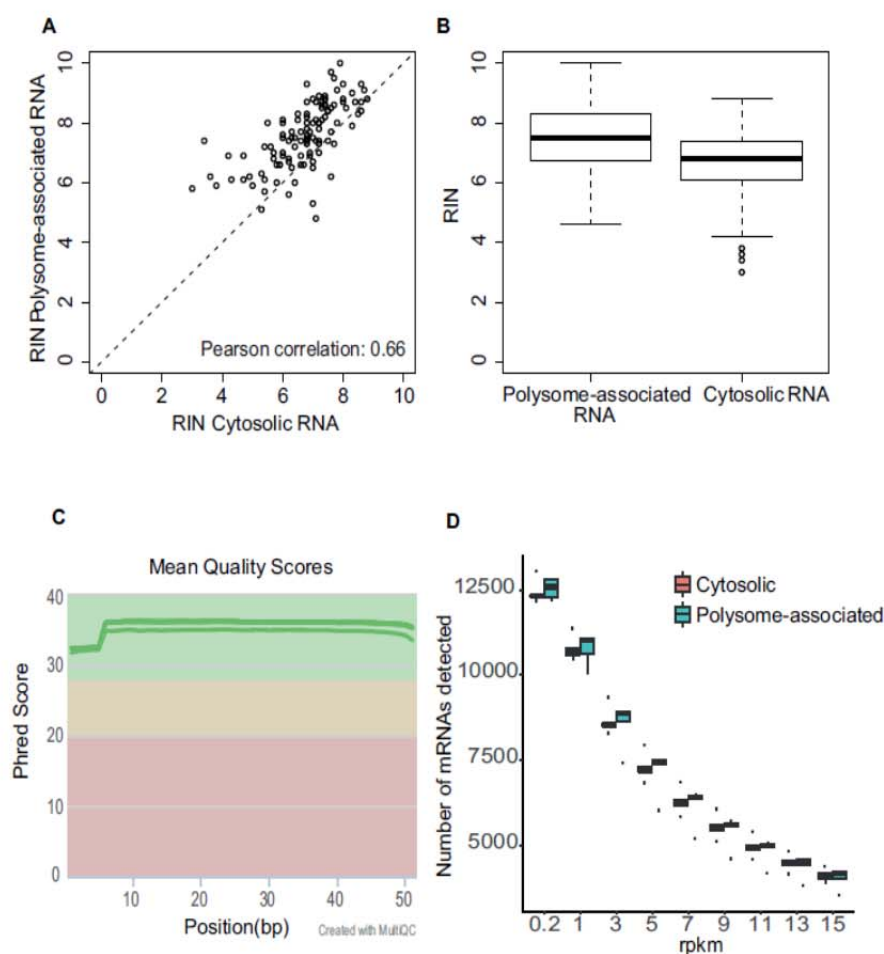 A
RIN Polysome-associated RNA
10
8
6
4
2
0
Pearson correlation: 0.66
0 2 4 6 8 10
RIN Cytosolic RNA
B
RIN
10
8
6
4
2
0
Polysome-associated RNA
Cytosolic RNA
C
Mean Quality Scores
Phred Score
40
30
20
10
0
10 20 30 40 50
Position(bp)
Created with MultiQC
D
Number of mRNAs detected
12500
10000
7500
5000
Cytosolic
Polysome-associated
0.2 1 3 5 7 9 11 13 15
rpkm